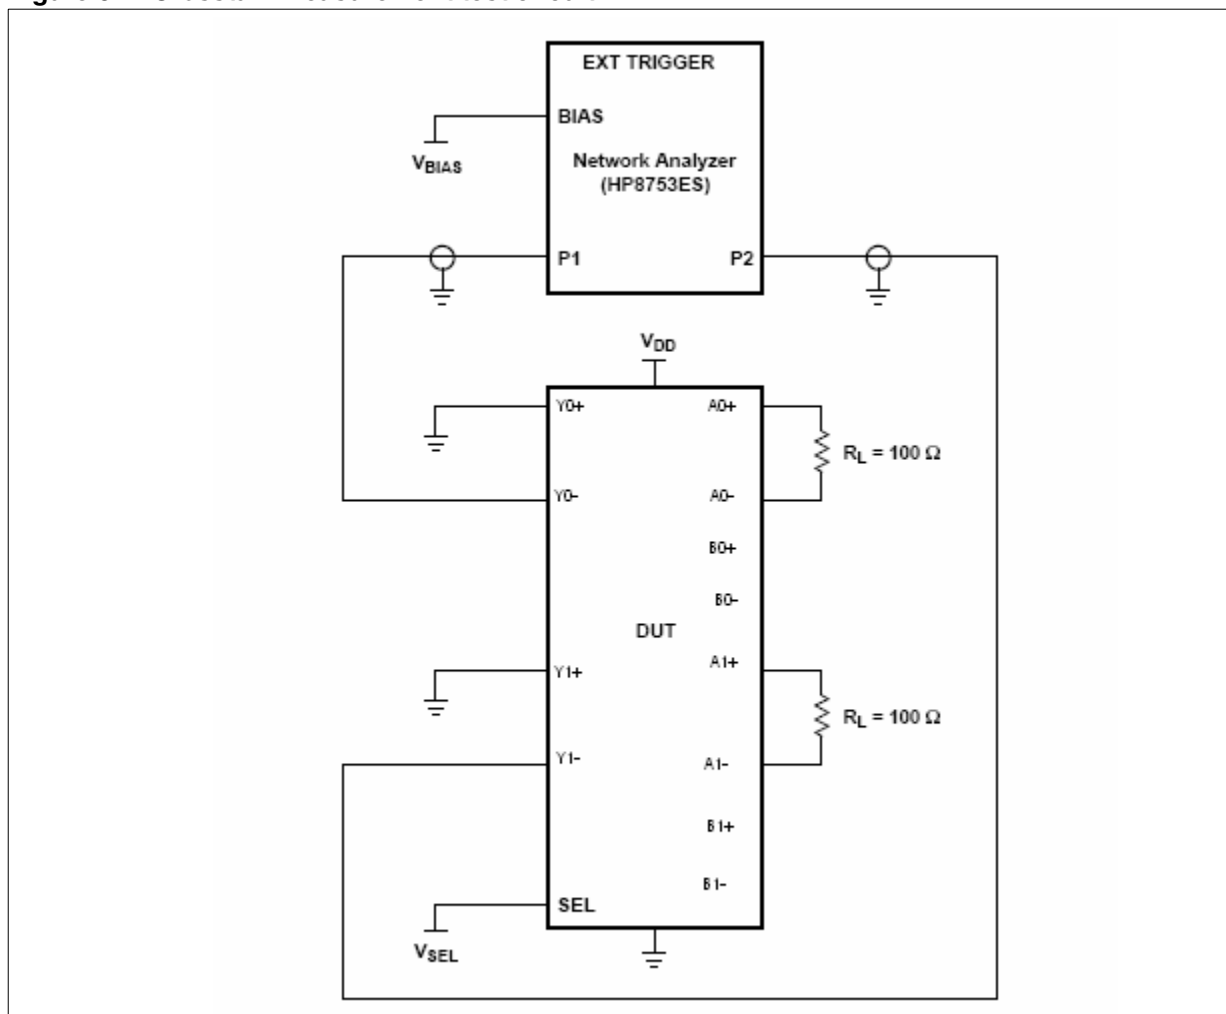 EXT TRIGGER
BIAS
VBIAS
Network Analyzer
(HP8753ES)
P1
P2
VDD
Y0+
A0+
RL = 100 Ω
Y0-
A0-
B0+
B0-
DUT
Y1+
A1+
RL = 100 Ω
Y1-
A1-
B1+
B1-
SEL
VSEL